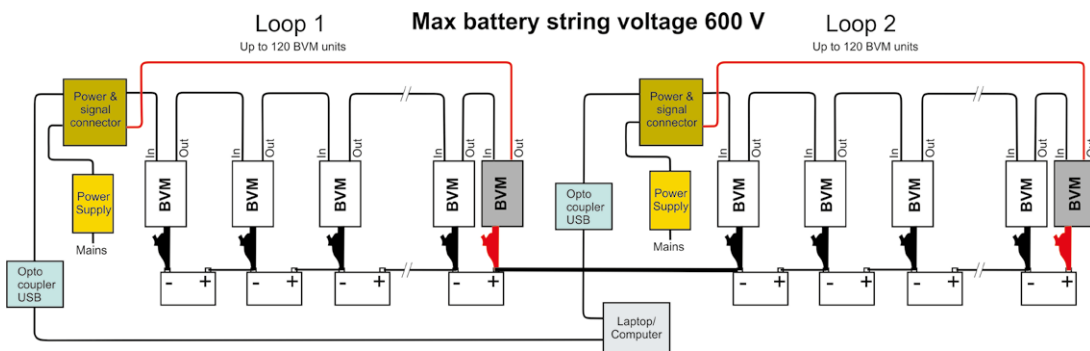 Max battery string voltage 600 V
Loop 1
Up to 120 BVM units
Power &
signal
connector
Power
Supply
Mains
Opto
coupler
USB
In
Out
BVM
In
Out
BVM
In
Out
BVM
In
Out
BVM
In
Out
BVM
- +
- +
- +
- +
Loop 2
Up to 120 BVM units
Power &
signal
connector
Power
Supply
Mains
Opto
coupler
USB
In
Out
BVM
In
Out
BVM
In
Out
BVM
In
Out
BVM
In
Out
BVM
- +
- +
- +
- +
Laptop/
Computer